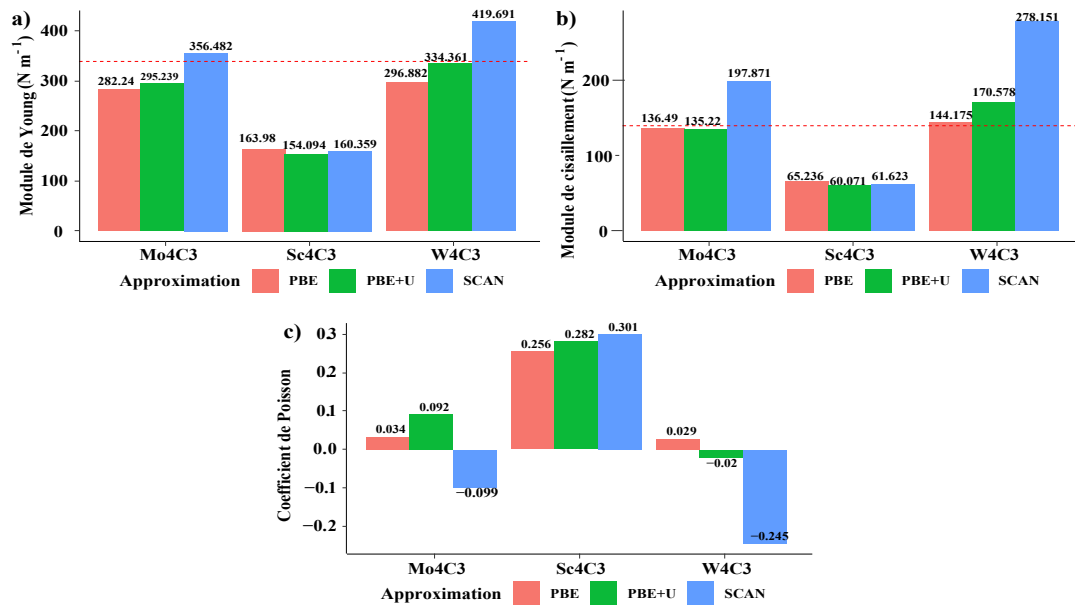 a)
Module de Young (N m⁻¹)
400
300
200
100
0
282.24
295.239
356.482
163.98
154.094
160.359
296.882
334.361
419.691
Mo4C3
Sc4C3
W4C3
Approximation PBE PBE+U SCAN
b)
Module de cisaillement (N m⁻¹)
200
100
0
136.49
135.22
197.871
65.236
60.071
61.623
144.175
170.578
278.151
Mo4C3
Sc4C3
W4C3
Approximation PBE PBE+U SCAN
c)
Coefficient de Poisson
0.3
0.2
0.1
0.0
−0.1
−0.2
0.034
0.092
−0.099
0.256
0.282
0.301
0.029
−0.02
−0.245
Mo4C3
Sc4C3
W4C3
Approximation PBE PBE+U SCAN